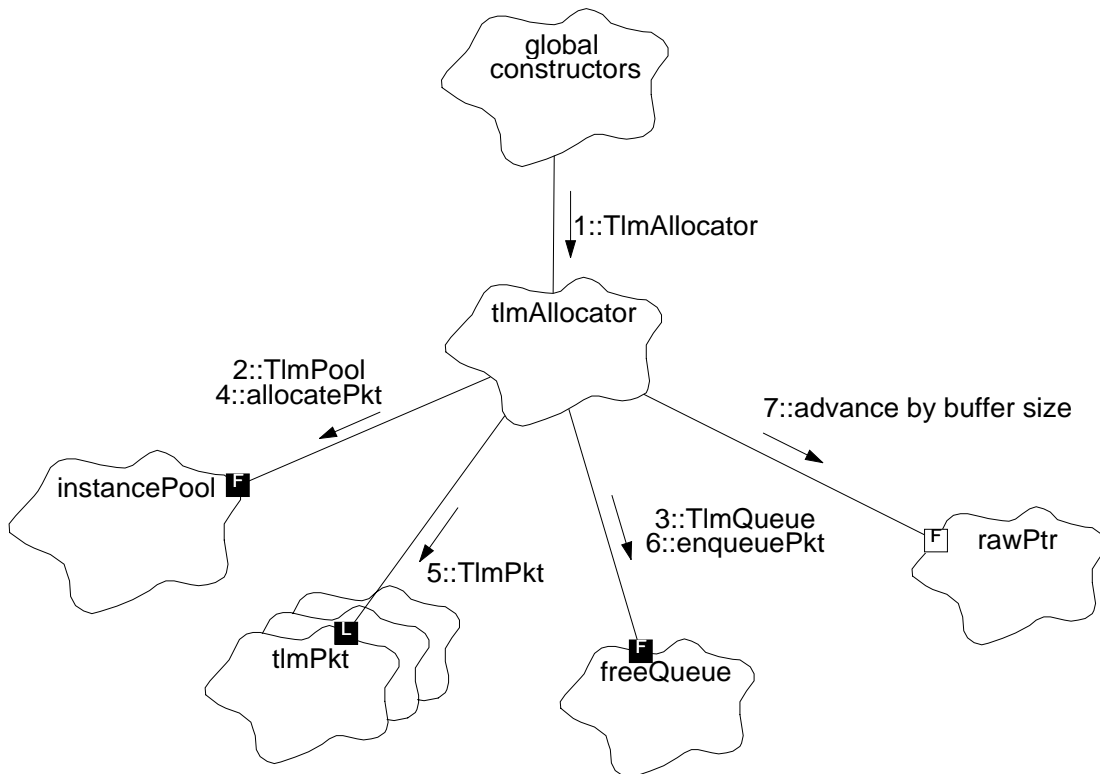 global
constructors
1::TlmAllocator
tlmAllocator
2::TlmPool
4::allocatePkt
7::advance by buffer size
F
instancePool
3::TlmQueue
6::enqueuePkt
F
rawPtr
5::TlmPkt
L
tlmPkt
F
freeQueue